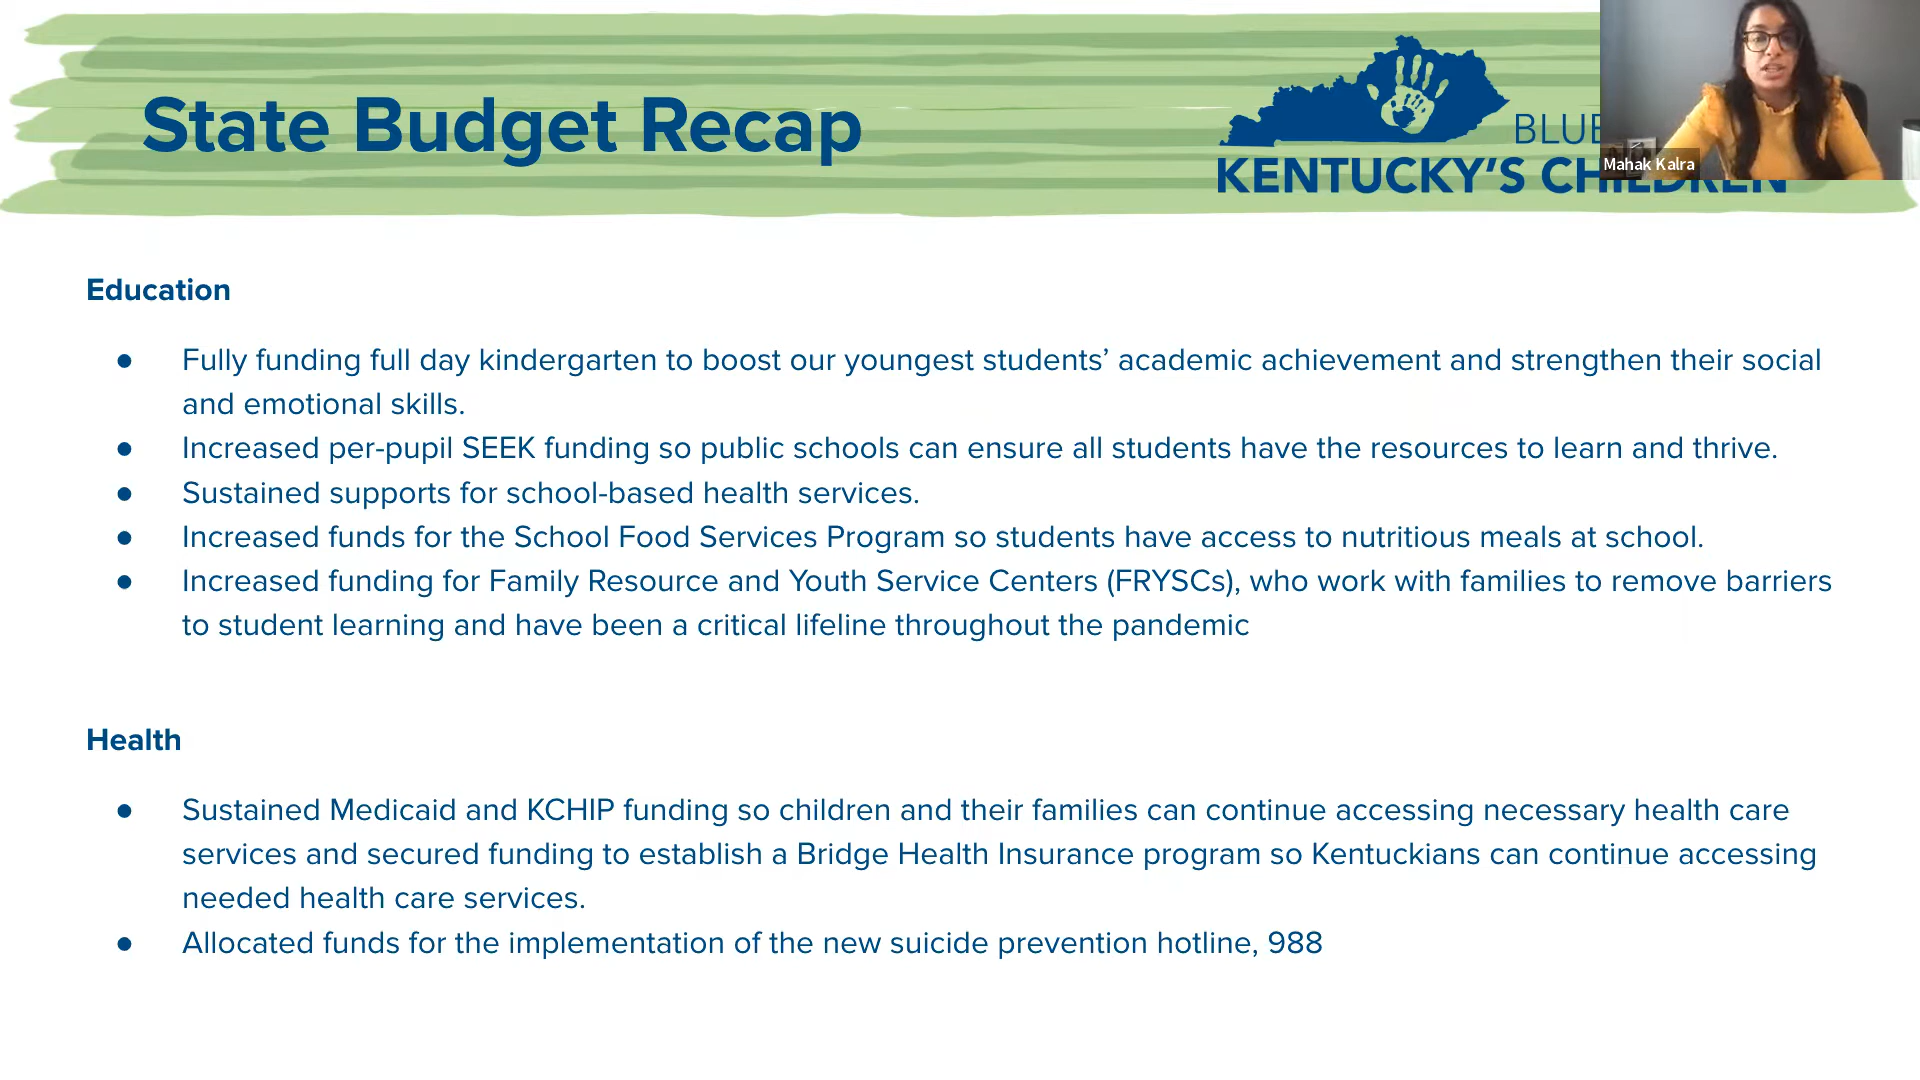 State Budget Recap
BLUE
KENTUCKY'S CHILDREN
Mahak Kalra
Education
● Fully funding full day kindergarten to boost our youngest students’ academic achievement and strengthen their social
and emotional skills.
● Increased per-pupil SEEK funding so public schools can ensure all students have the resources to learn and thrive.
● Sustained supports for school-based health services.
● Increased funds for the School Food Services Program so students have access to nutritious meals at school.
● Increased funding for Family Resource and Youth Service Centers (FRYSCs), who work with families to remove barriers
to student learning and have been a critical lifeline throughout the pandemic
Health
● Sustained Medicaid and KCHIP funding so children and their families can continue accessing necessary health care
services and secured funding to establish a Bridge Health Insurance program so Kentuckians can continue accessing
needed health care services.
● Allocated funds for the implementation of the new suicide prevention hotline, 988